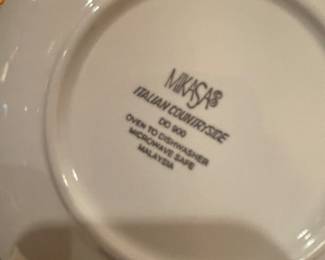 MIKASA®
ITALIAN COUNTRYSIDE
DD 900
OVEN TO DISHWASHER
MICROWAVE SAFE
MALAYSIA